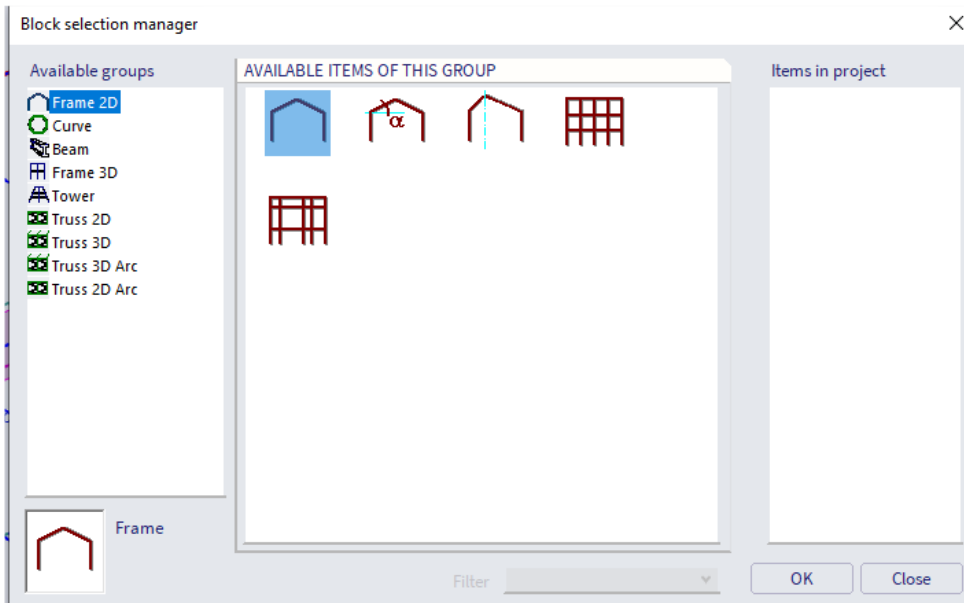 Block selection manager
Available groups
Frame 2D
Curve
Beam
Frame 3D
Tower
Truss 2D
Truss 3D
Truss 3D Arc
Truss 2D Arc
Frame
AVAILABLE ITEMS OF THIS GROUP
α
Filter
Items in project
OK
Close